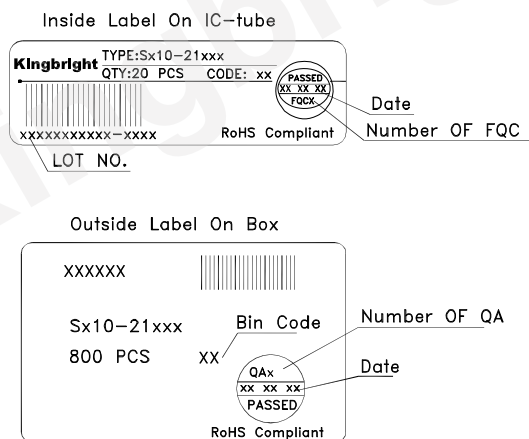 Inside Label On IC-tube
Kingbright
TYPE:Sx10-21xxx
QTY:20 PCS CODE: xx
PASSED
XX XX XX
FQCX
Date
Number OF FQC
xxxxxxxxxx-xxxx
RoHS Compliant
LOT NO.
Outside Label On Box
XXXXXX
Sx10-21xxx
Bin Code
Number OF QA
800 PCS
XX
QAx
Date
XX XX XX
PASSED
RoHS Compliant